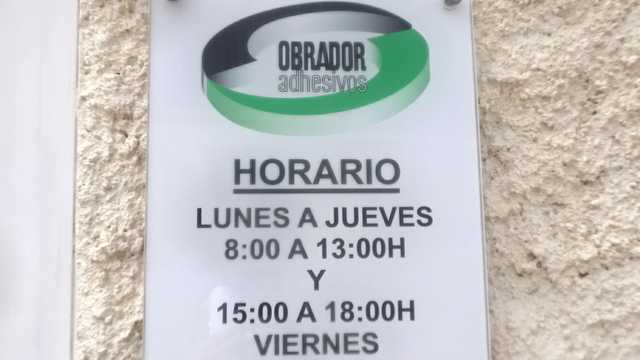 OBRADOR
adhesivos
HORARIO
LUNES A JUEVES
8:00 A 13:00H
Y
15:00 A 18:00H
VIERNES